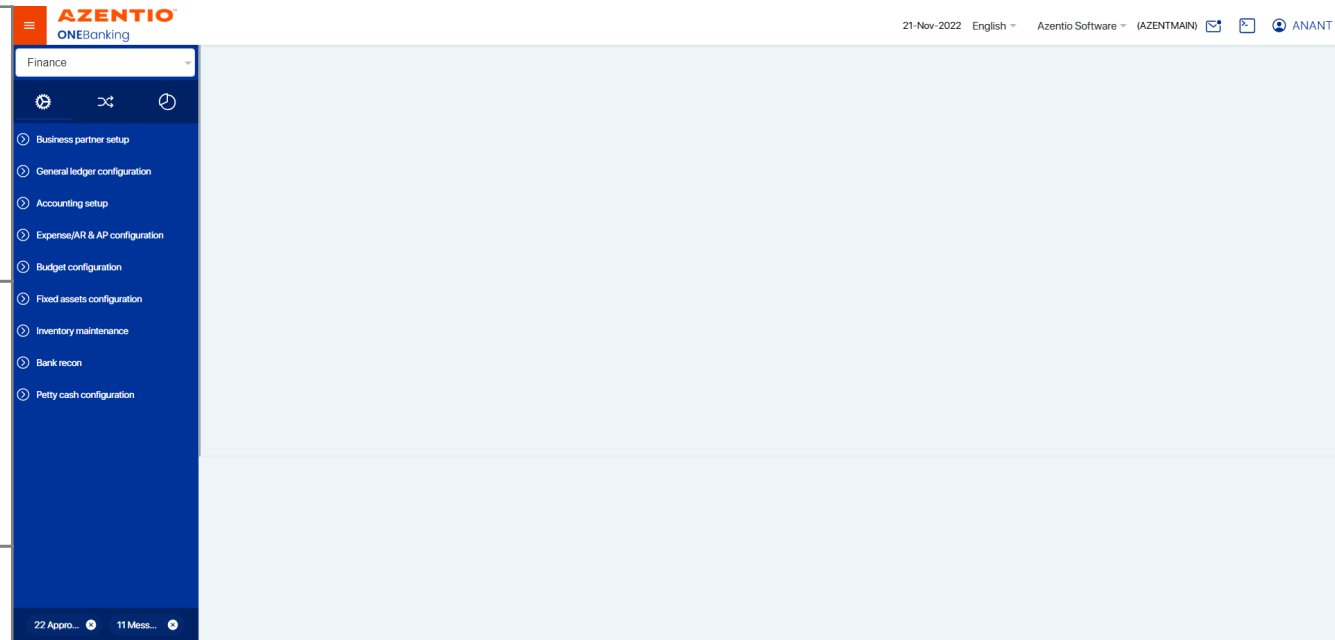 AZENTIO™
ONEBanking
21-Nov-2022 English Azentio Software (AZENTMAIN) ANANT
Finance
Business partner setup
General ledger configuration
Accounting setup
Expense/AR & AP configuration
Budget configuration
Fixed assets configuration
Inventory maintenance
Bank recon
Petty cash configuration
22 Appro... 11 Mess...